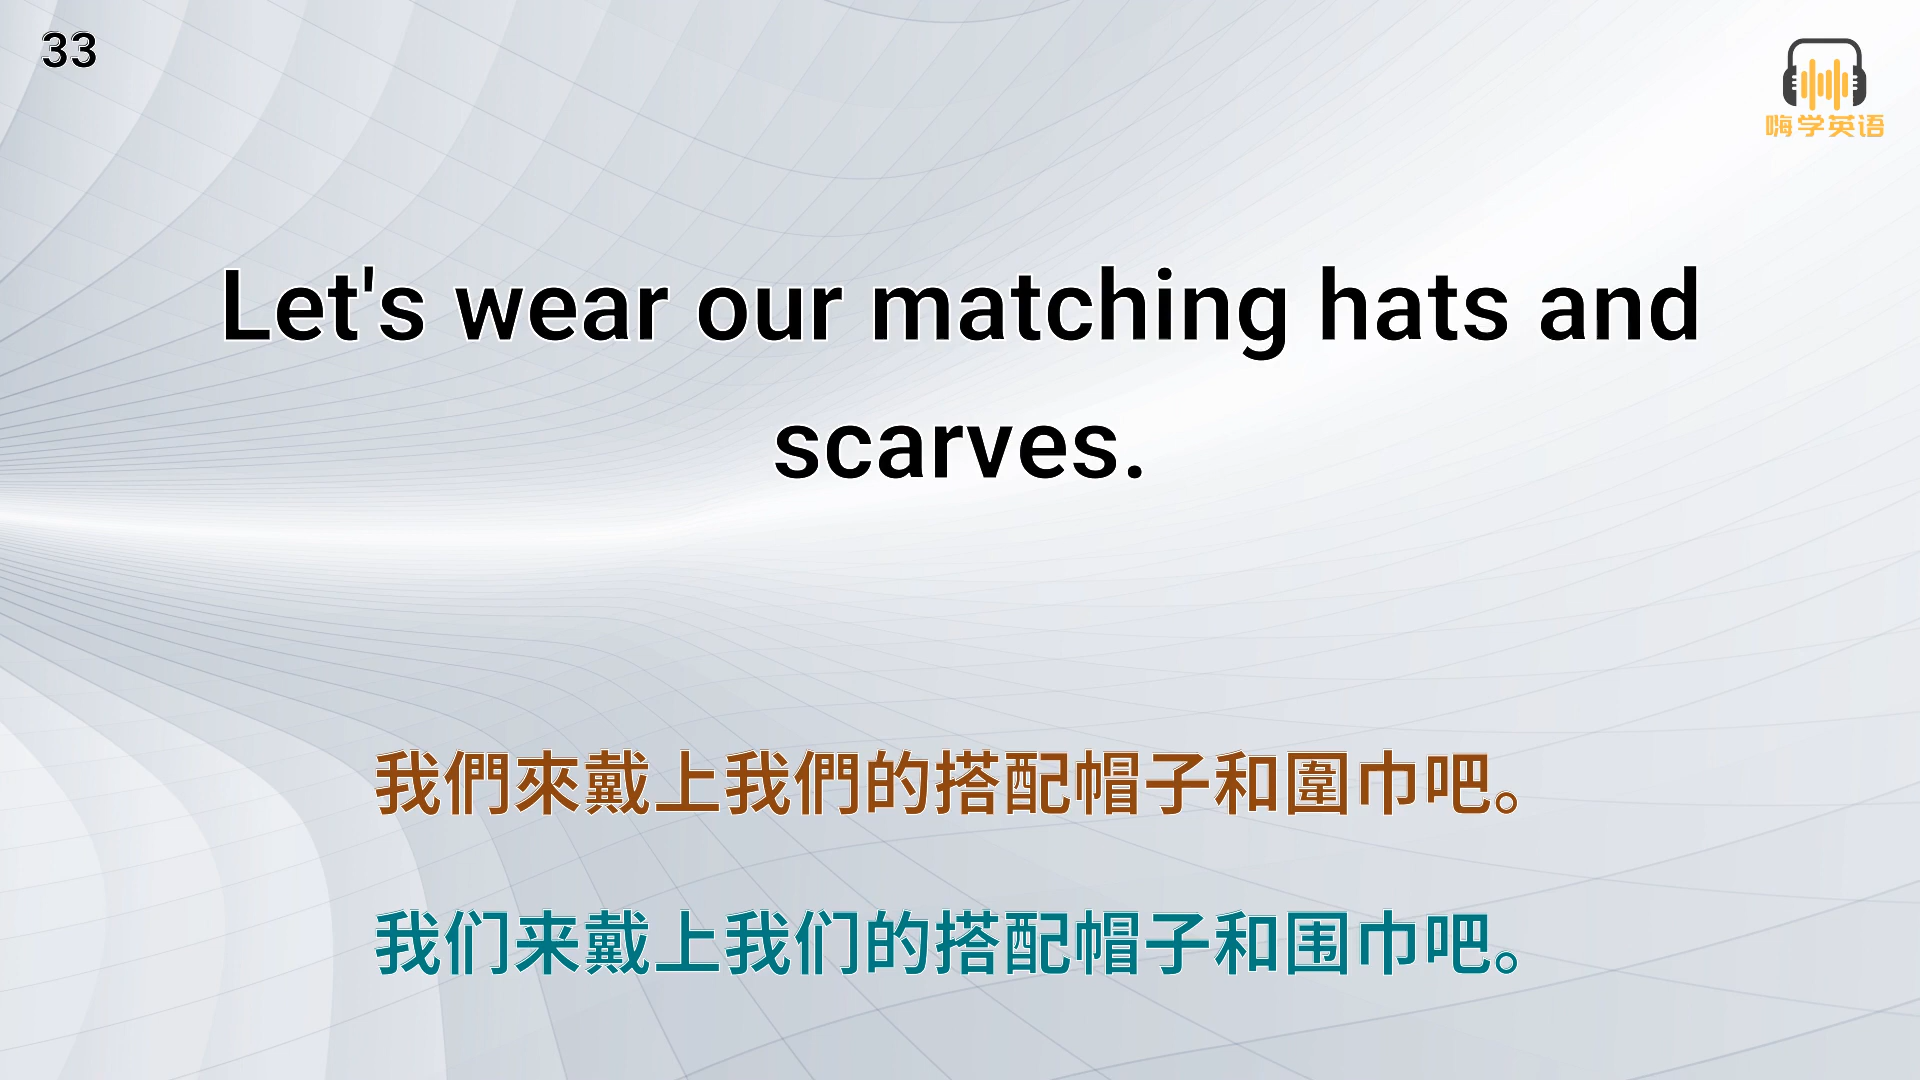 33
嗨学英语
Let's wear our matching hats and
scarves.
我們來戴上我們的搭配帽子和圍巾吧。
我们来戴上我们的搭配帽子和围巾吧。